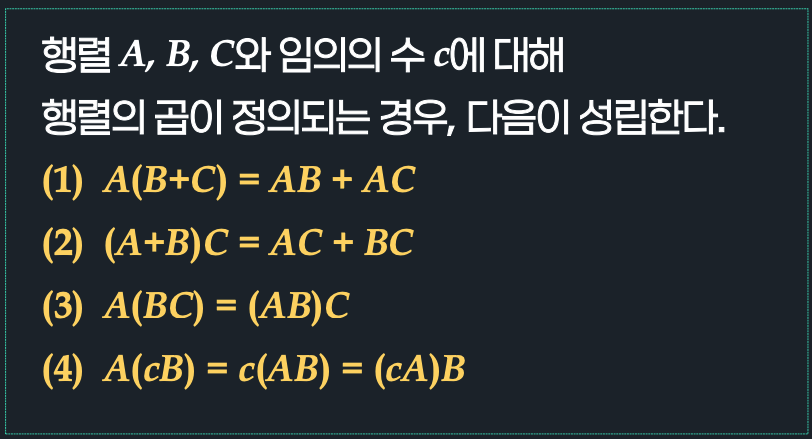 행렬 A, B, C와 임의의 수 c에 대해
행렬의 곱이 정의되는 경우, 다음이 성립한다.
(1) A(B+C) = AB + AC
(2) (A+B)C = AC + BC
(3) A(BC) = (AB)C
(4) A(cB) = c(AB) = (cA)B